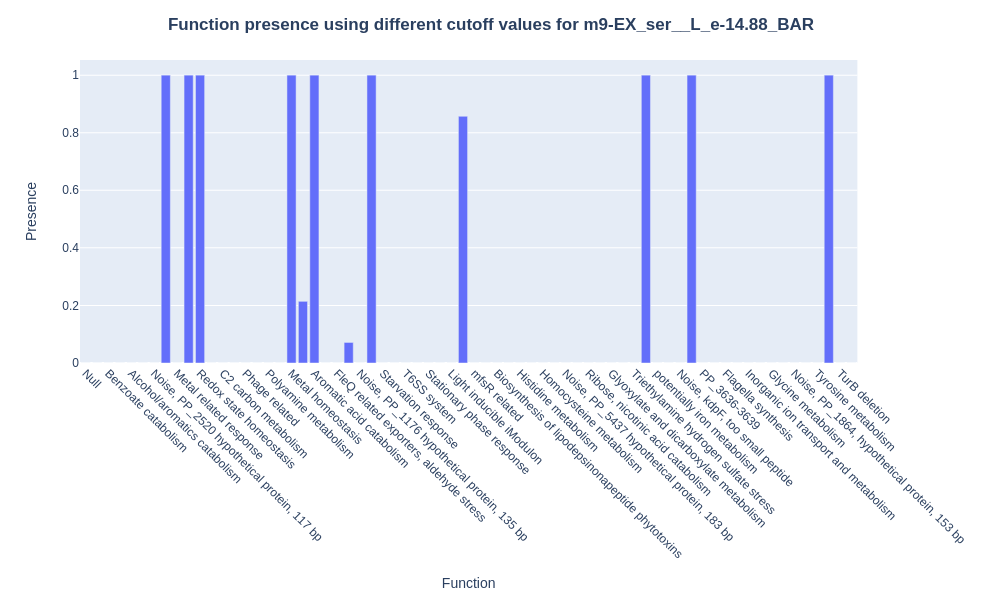 Function presence using different cutoff values for m9-EX_ser__L_e-14.88_BAR
Presence
1
0.8
0.6
0.4
0.2
0
Null
Benzoate catabolism
Alcohol/aromatics catabolism
Noise, PP_2520 hypothetical protein, 117 bp
Metal related response
Redox state homeostasis
C2 carbon metabolism
Phage related
Polyamine metabolism
Metal homeostasis
Aromatic acid catabolism
FleQ related exporters, aldehyde stress
Noise, PP_1176 hypothetical protein, 135 bp
Starvation response
T6SS system
Stationary phase response
Light inducible iModulon
mfsR related
Biosynthesis of lipodepsinonapeptide phytotoxins
Histidine metabolism
Homocysteine metabolism
Noise, PP_5437 hypothetical protein, 183 bp
Ribose, nicotinic acid catabolism
Glyoxylate and dicarboxylate metabolism
Triethylamine hydrogen sulfate stress
potentially iron metabolism
Noise, kdpF, too small peptide
PP_3636-3639
Flagella synthesis
Inorganic ion transport and metabolism
Glycine metabolism
Noise, PP_1864, hypothetical protein, 153 bp
Tyrosine metabolism
TurB deletion
Function